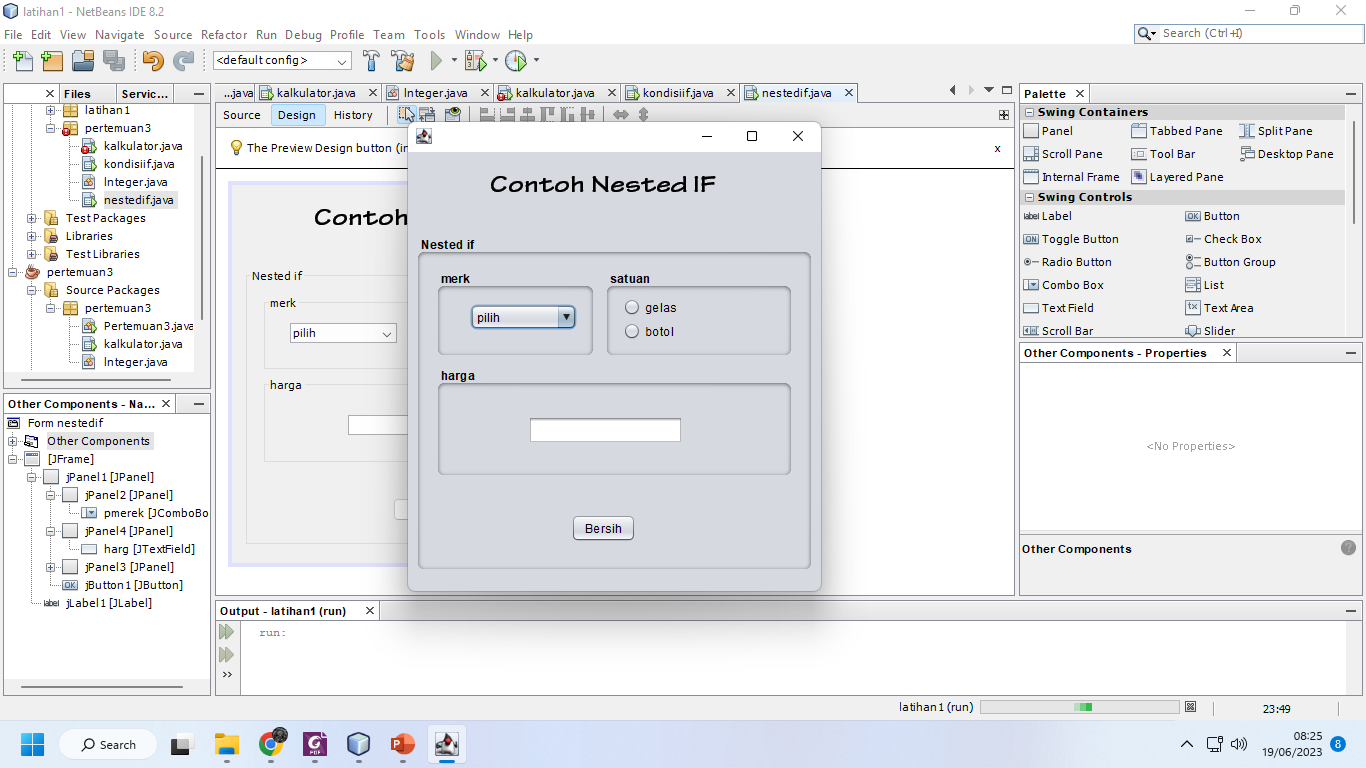 latihan1 - NetBeans IDE 8.2
File Edit View Navigate Source Refactor Run Debug Profile Team Tools Window Help
Search (Ctrl+I)
<default config>
Files Servic...
latihan1
pertemuan3
kalkulator.java
kondisiif.java
Integer.java
nestedif.java
Test Packages
Libraries
Test Libraries
pertemuan3
Source Packages
pertemuan3
Pertemuan3.java
kalkulator.java
Integer.java
Other Components - Na...
Form nestedif
Other Components
[JFrame]
jPanel1 [JPanel]
jPanel2 [JPanel]
pmerek [JComboBo
jPanel4 [JPanel]
harg [JTextField]
jPanel3 [JPanel]
jButton1 [JButton]
jLabel1 [JLabel]
...java kalkulator.java Integer.java kalkulator.java kondisiif.java nestedif.java
Source Design History
The Preview Design button (in
x
Contoh
Nested if
merk
pilih
harga
Contoh Nested IF
Nested if
merk satuan
pilih
gelas
botol
harga
Bersih
Palette
Swing Containers
Panel Tabbed Pane Split Pane
Scroll Pane Tool Bar Desktop Pane
Internal Frame Layered Pane
Swing Controls
Label Button
Toggle Button Check Box
Radio Button Button Group
Combo Box List
Text Field Text Area
Scroll Bar Slider
Other Components - Properties
<No Properties>
Other Components
Output - latihan1 (run)
run:
latihan1 (run)
23:49
Search
08:25
19/06/2023
8